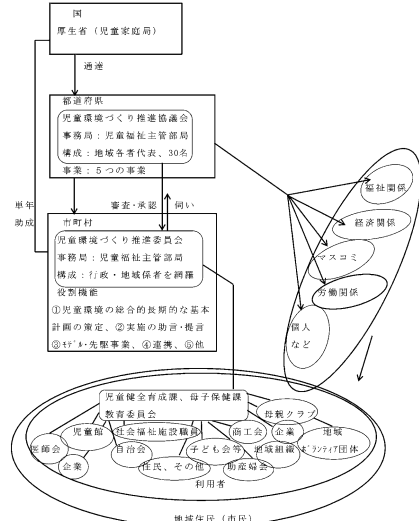 国
厚生省（児童家庭局）
通達
都道府県
児童環境づくり推進協議会
事務局：児童福祉主管部局
構成：地域各者代表、30名
事業：５つの事業
単年
助成
審査・承認
伺い
市町村
児童環境づくり推進委員会
事務局：児童福祉主管部局
構成：行政・地域係者を網羅
役割機能
①児童環境の総合的長期的な基本
計画の策定、②実施の助言・提言
③ﾓﾃﾞﾙ・先駆事業、④連携、⑤他
福祉関係
経済関係
マスコミ
労働関係
個人
など
児童健全育成課、母子保健課
教育委員会
母親クラブ
児童館
社会福祉施設職員
商工会
企業
地域
医師会
自治会
子ども会等
地域組織
ﾎﾞﾗﾝﾃｨｱ団体
企業
住民、その他
助産婦会
利用者
地域住民（市民）